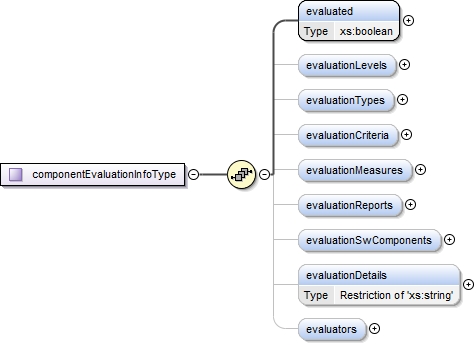 evaluated
Type xs:boolean
evaluationLevels
evaluationTypes
evaluationCriteria
componentEvaluationInfoType
evaluationMeasures
evaluationReports
evaluationSwComponents
evaluationDetails
Type Restriction of 'xs:string'
evaluators